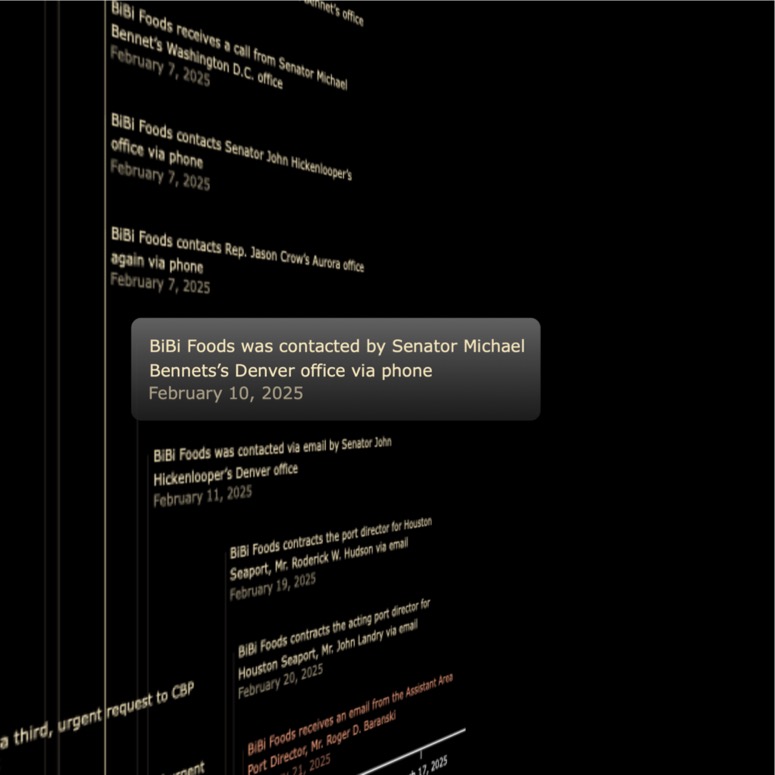 ennet's office
BiBi Foods receives a call from Senator Michael
Bennet's Washington D.C. office
February 7, 2025
BiBi Foods contacts Senator John Hickenlooper's
office via phone
February 7, 2025
BiBi Foods contacts Rep. Jason Crow's Aurora office
again via phone
February 7, 2025
BiBi Foods was contacted by Senator Michael
Bennets's Denver office via phone
February 10, 2025
BiBi Foods was contacted via email by Senator John
Hickenlooper's Denver office
February 11, 2025
BiBi Foods contracts the port director for Houston
Seaport, Mr. Roderick W. Hudson via email
February 19, 2025
BiBi Foods contracts the acting port director for
Houston Seaport, Mr. John Landry via email
February 20, 2025
a third, urgent request to CBP
BiBi Foods receives an email from the Assistant Area
Port Director, Mr. Roger D. Baranski
21, 2025
17, 2025